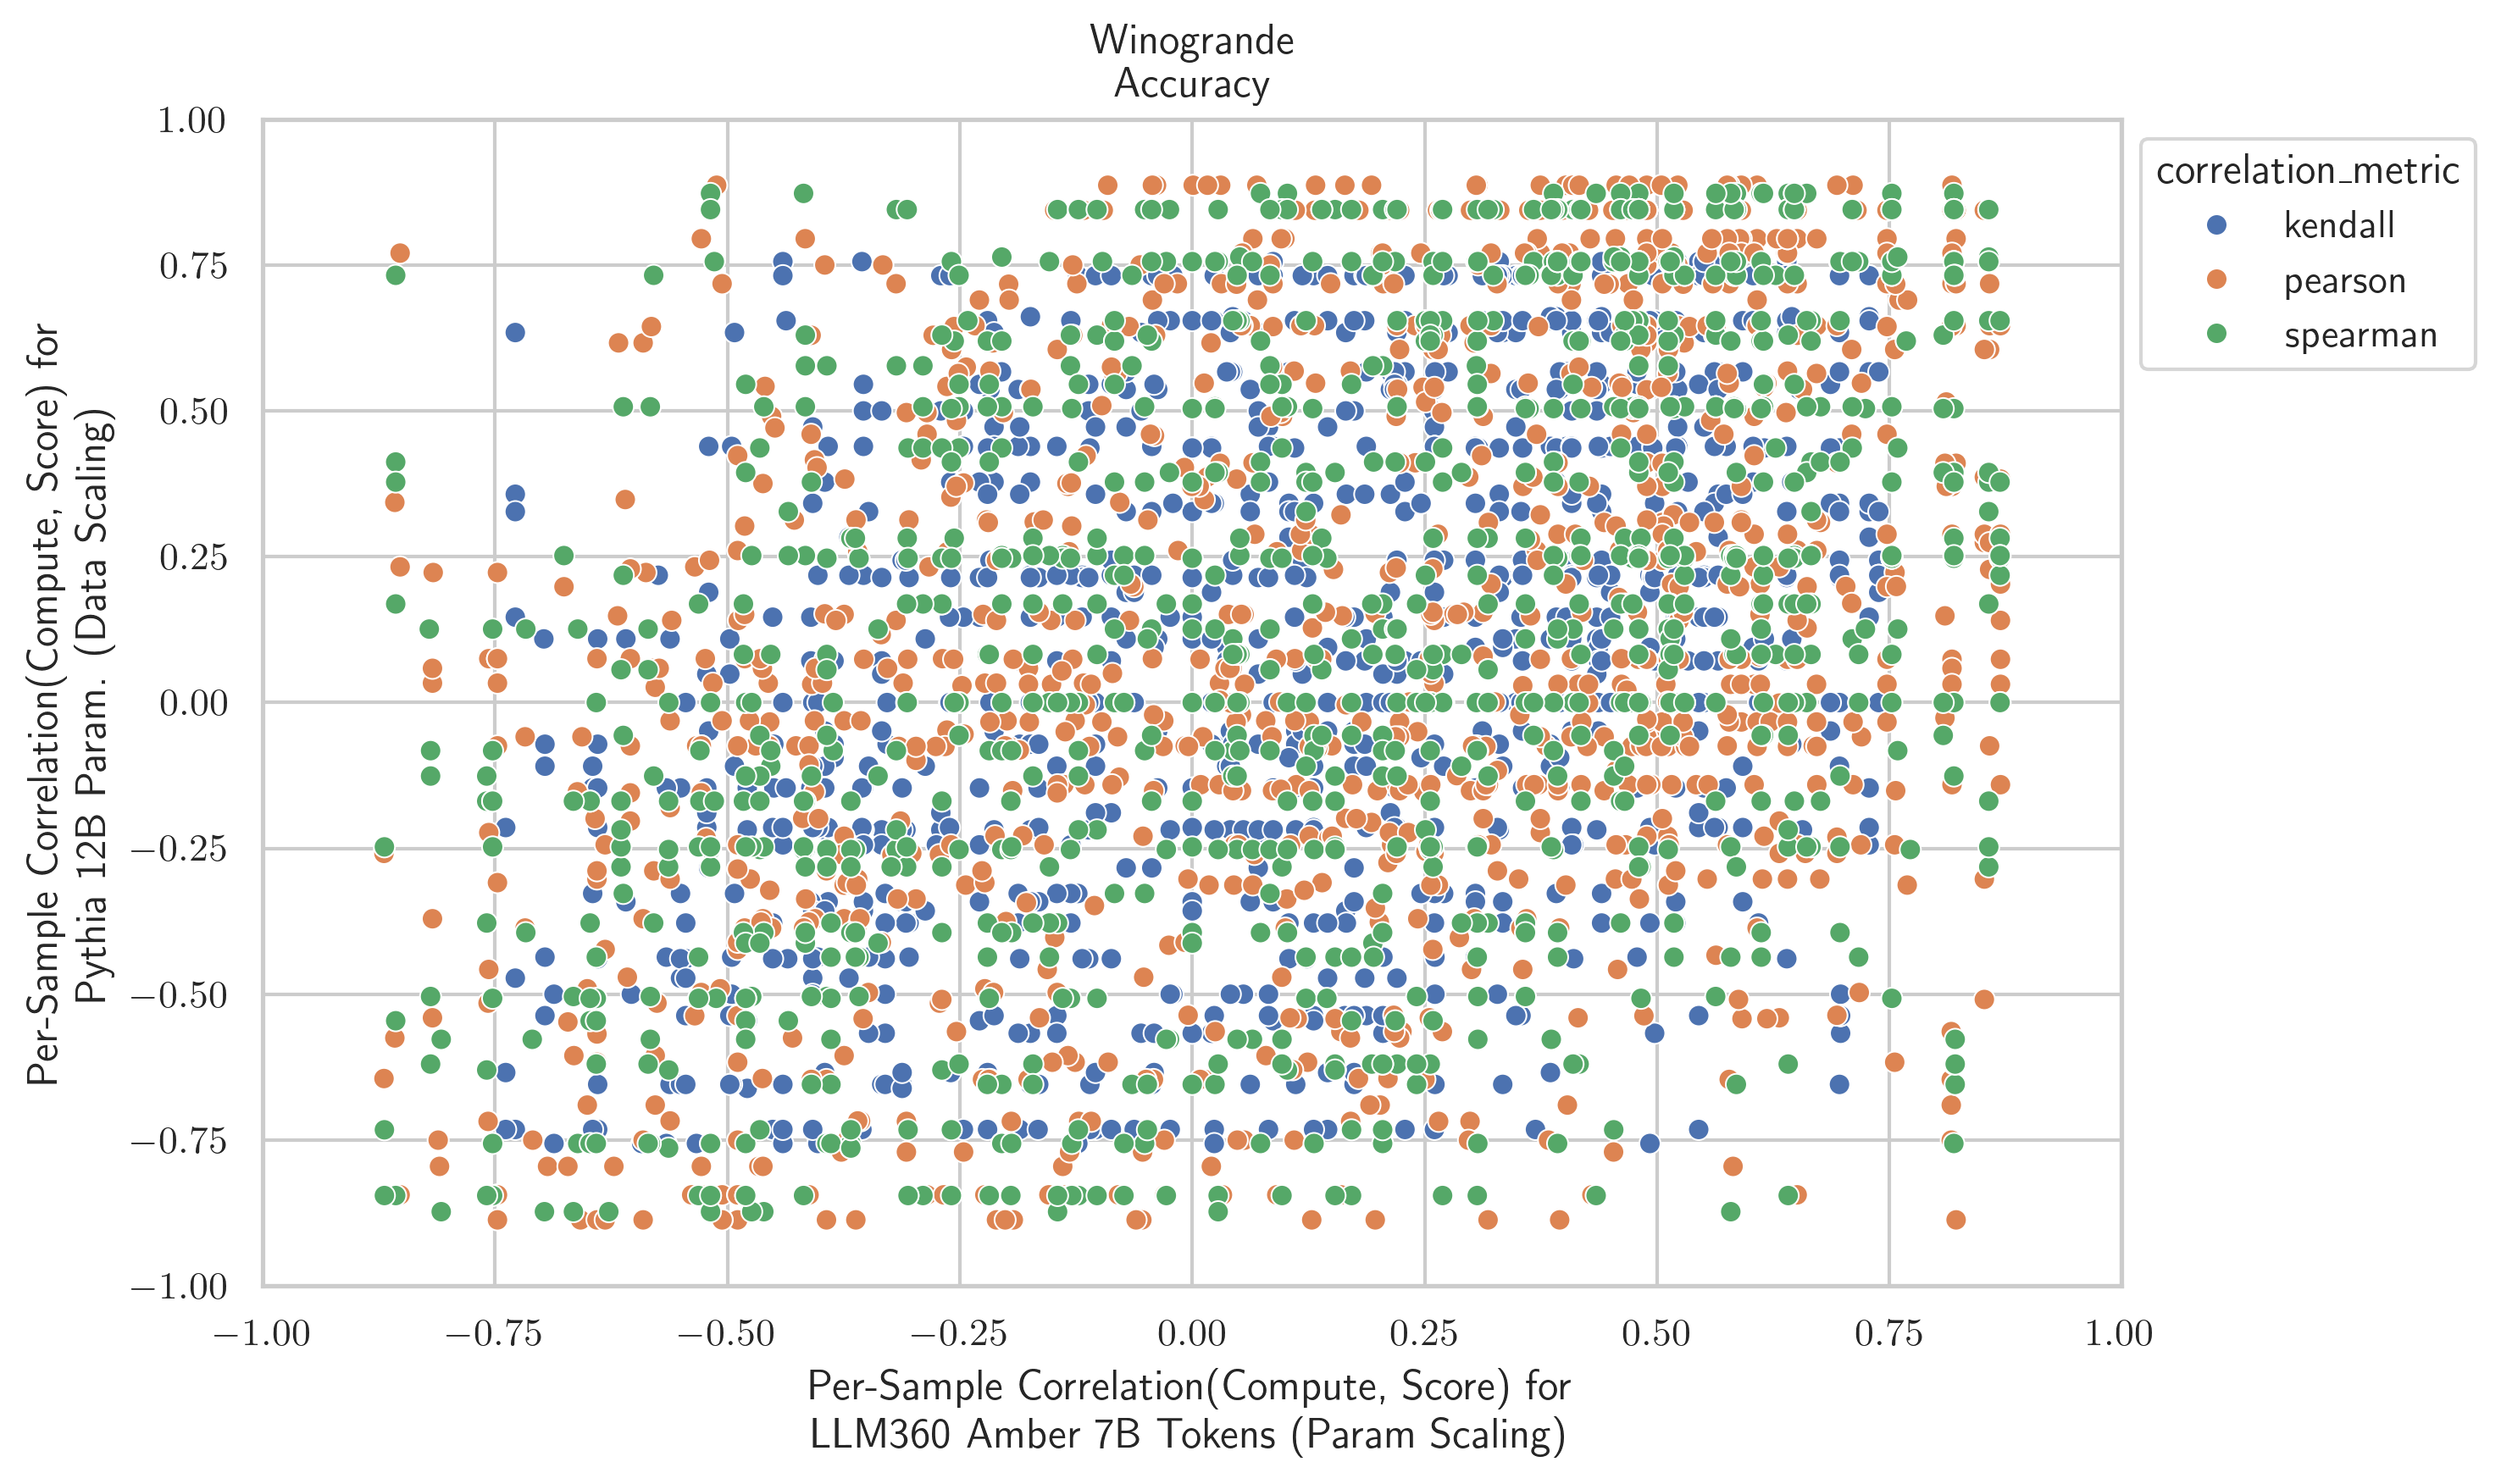 Winogrande
Accuracy
Per-Sample Correlation(Compute, Score) for
Pythia 12B Param. (Data Scaling)
1.00
0.75
0.50
0.25
0.00
−0.25
−0.50
−0.75
−1.00
−1.00 −0.75 −0.50 −0.25 0.00 0.25 0.50 0.75 1.00
Per-Sample Correlation(Compute, Score) for
LLM360 Amber 7B Tokens (Param Scaling)
correlation_metric
kendall
pearson
spearman